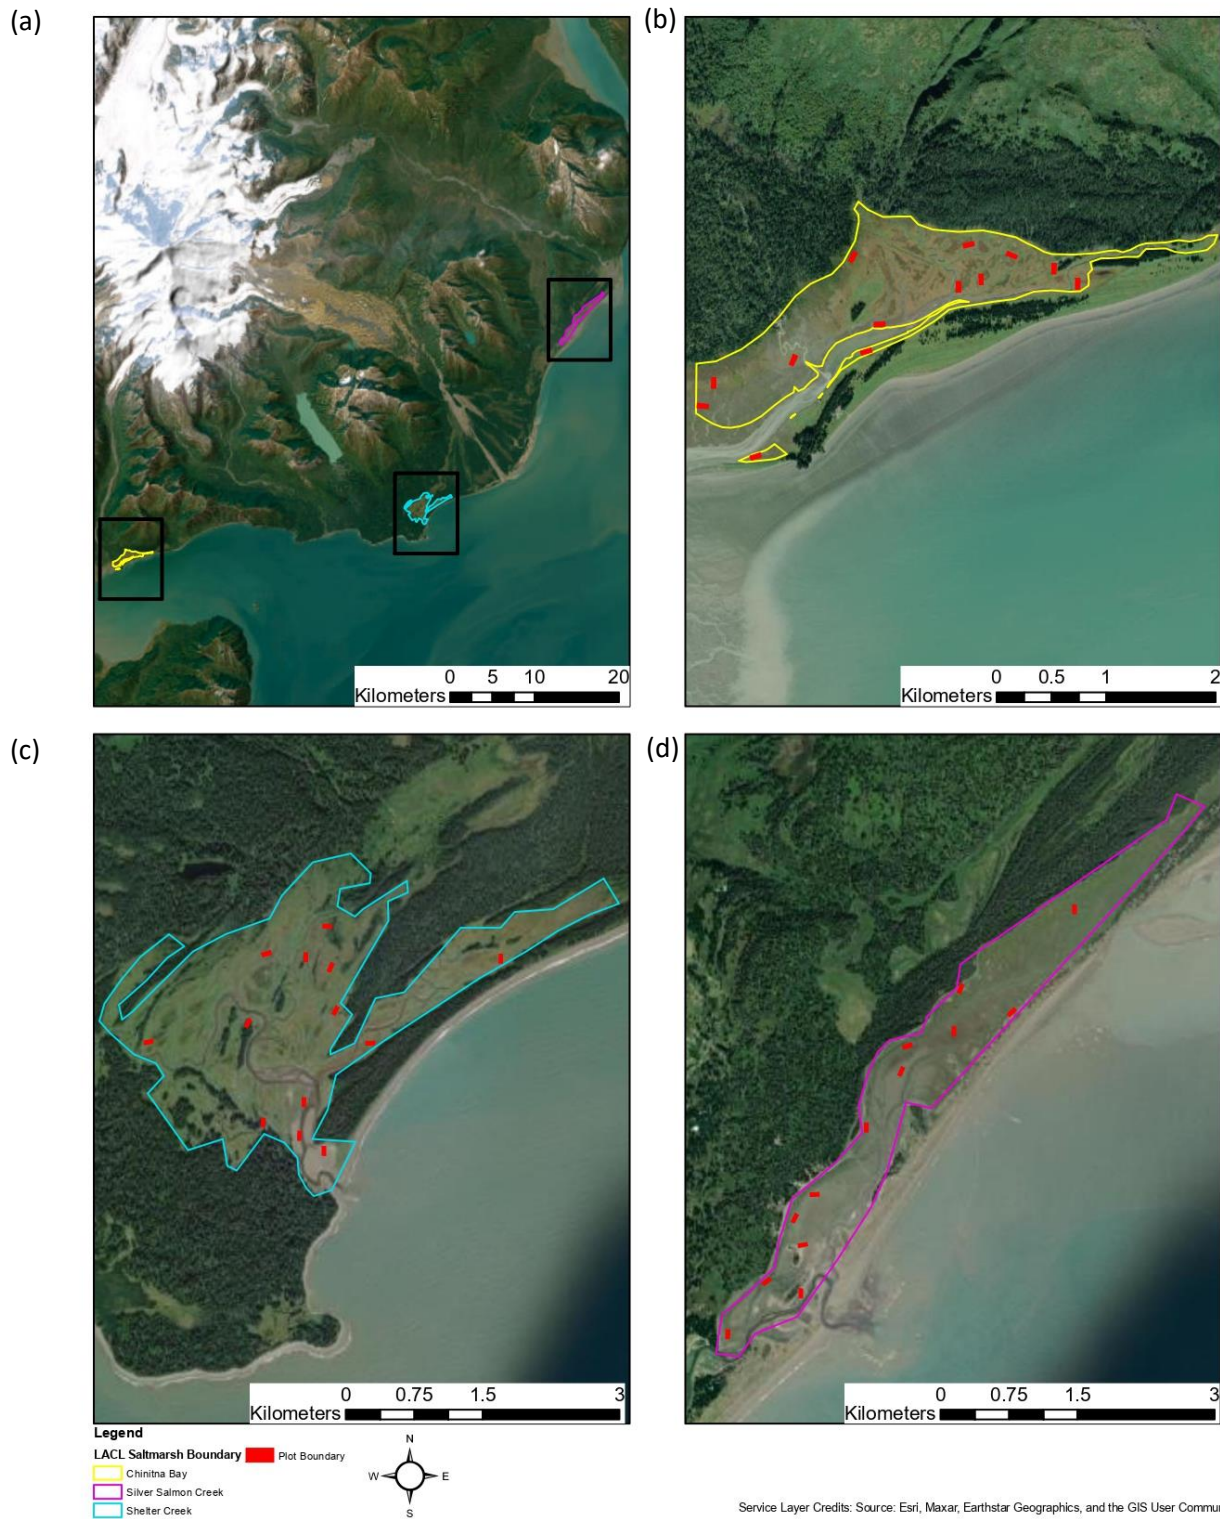 (a)
(b)
0 5 10 20
Kilometers
0 0.5 1 2
Kilometers
(c)
(d)
0 0.75 1.5 3
Kilometers
0 0.75 1.5 3
Kilometers
Legend
LACL Saltmarsh Boundary Plot Boundary
Chinitna Bay
Silver Salmon Creek
Shelter Creek
N
W E
S
Service Layer Credits: Source: Esri, Maxar, Earthstar Geographics, and the GIS User Commu